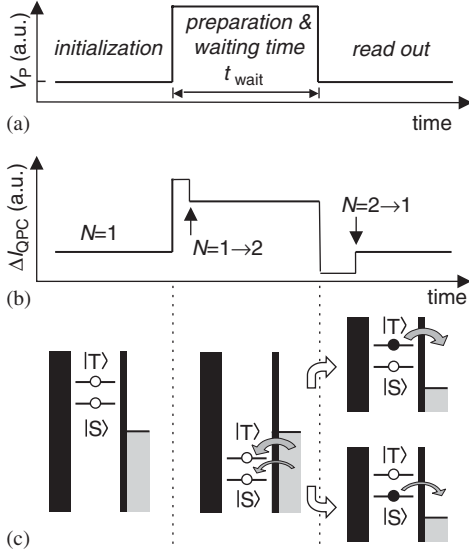 V_P (a.u.)
initialization
preparation &
waiting time
t_wait
read out
(a)
time
ΔI_QPC (a.u.)
N=1
N=1→2
N=2→1
(b)
time
|T⟩
|S⟩
|T⟩
|S⟩
|T⟩
|S⟩
|T⟩
|S⟩
(c)